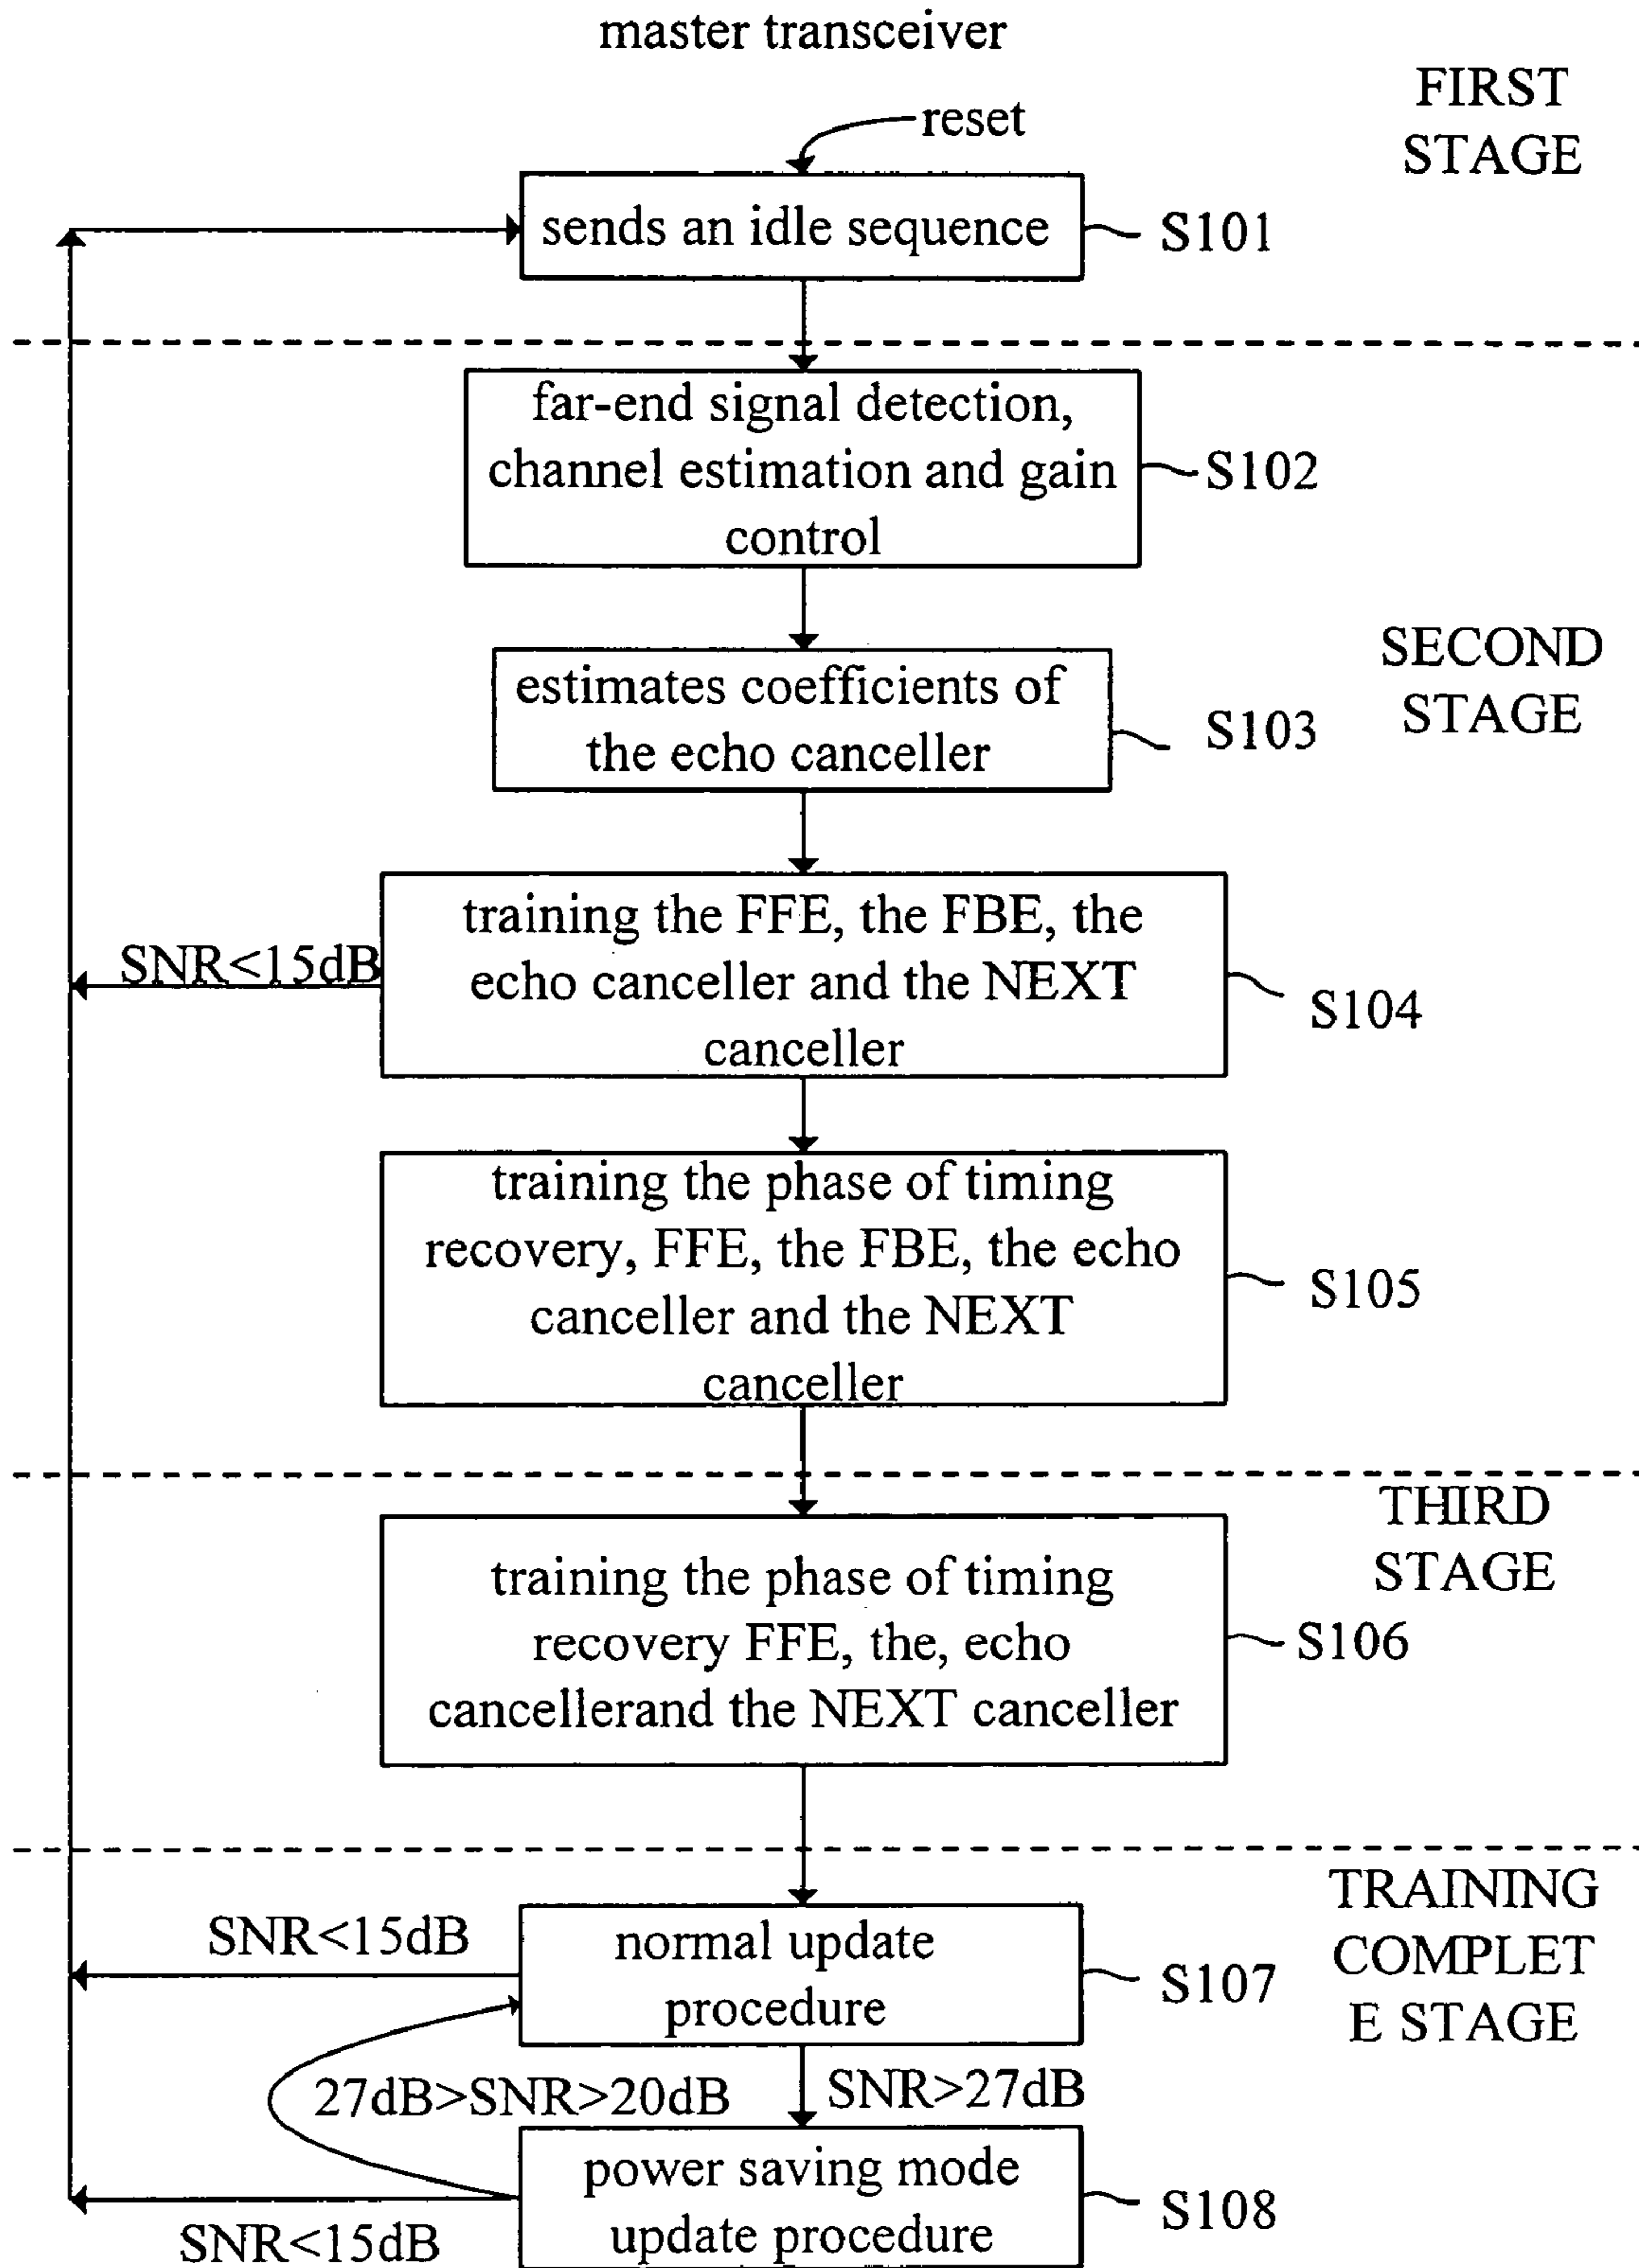 master transceiver
FIRST
STAGE
reset
sends an idle sequence
S101
far-end signal detection,
channel estimation and gain
control
S102
SECOND
STAGE
estimates coefficients of
the echo canceller
S103
SNR<15dB
training the FFE, the FBE, the
echo canceller and the NEXT
canceller
S104
training the phase of timing
recovery, FFE, the FBE, the echo
canceller and the NEXT
canceller
S105
THIRD
STAGE
training the phase of timing
recovery FFE, the, echo
cancellerand the NEXT canceller
S106
TRAINING
COMPLET
E STAGE
SNR<15dB
normal update
procedure
S107
27dB>SNR>20dB
SNR>27dB
power saving mode
update procedure
S108
SNR<15dB